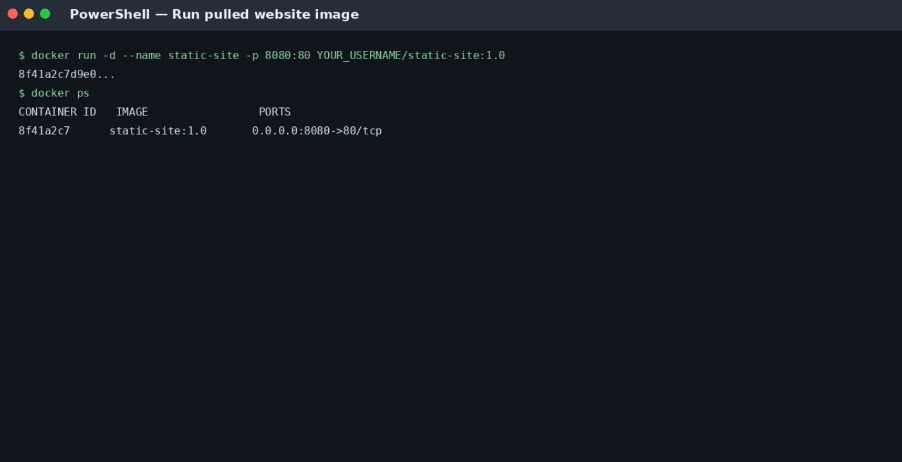 PowerShell — Run pulled website image
$ docker run -d --name static-site -p 8080:80 YOUR_USERNAME/static-site:1.0
8f41a2c7d9e0...
$ docker ps
CONTAINER ID   IMAGE                     PORTS
8f41a2c7      static-site:1.0       0.0.0.0:8080->80/tcp